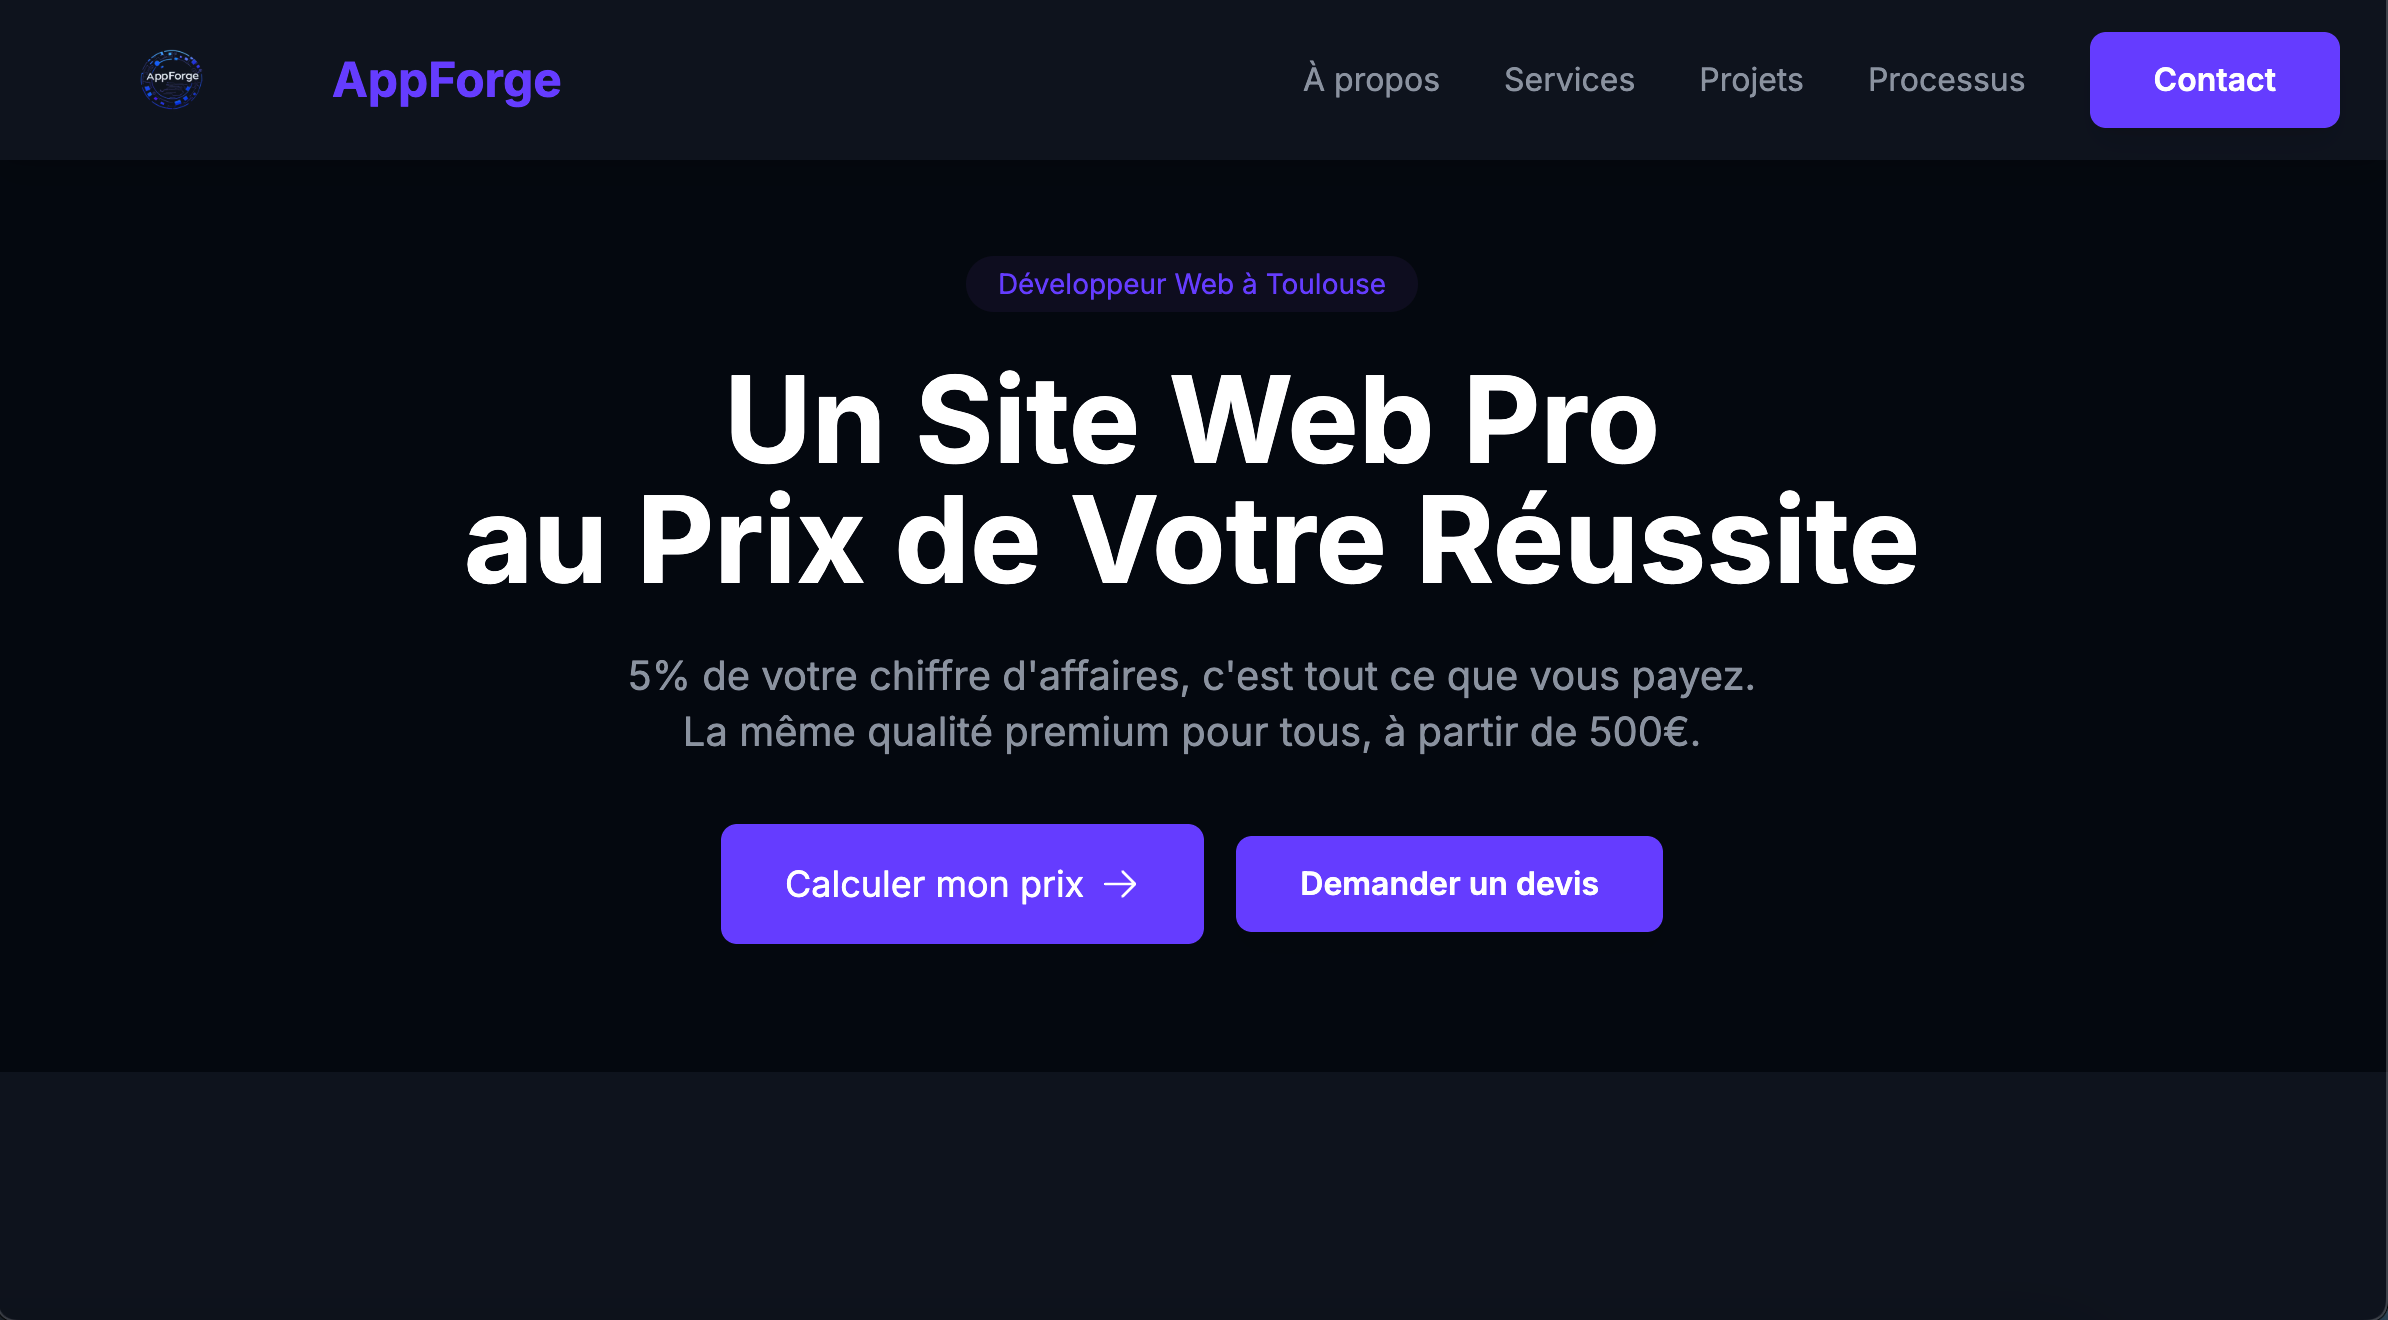 AppForge
AppForge
À propos
Services
Projets
Processus
Contact
Développeur Web à Toulouse
Un Site Web Pro
au Prix de Votre Réussite
5% de votre chiffre d'affaires, c'est tout ce que vous payez.
La même qualité premium pour tous, à partir de 500€.
Calculer mon prix →
Demander un devis